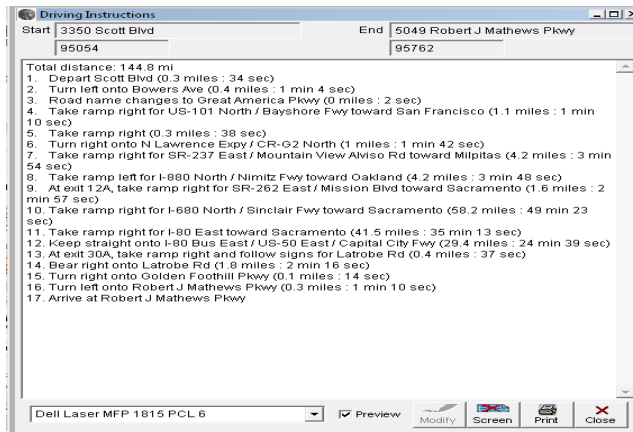 Driving Instructions
Start 3350 Scott Blvd End 5049 Robert J Mathews Pkwy
95054 95762
Total distance: 144.8 mi
1. Depart Scott Blvd (0.3 miles : 34 sec)
2. Turn left onto Bowers Ave (0.4 miles : 1 min 4 sec)
3. Road name changes to Great America Pkwy (0 miles : 2 sec)
4. Take ramp right for US-101 North / Bayshore Fwy toward San Francisco (1.1 miles : 1 min
10 sec)
5. Take ramp right (0.3 miles : 38 sec)
6. Turn right onto N Lawrence Expy / CR-G2 North (1 miles : 1 min 42 sec)
7. Take ramp right for SR-237 East / Mountain View Alviso Rd toward Milpitas (4.2 miles : 3 min
54 sec)
8. Take ramp left for I-880 North / Nimitz Fwy toward Oakland (4.2 miles : 3 min 48 sec)
9. At exit 12A, take ramp right for SR-262 East / Mission Blvd toward Sacramento (1.6 miles : 2
min 57 sec)
10. Take ramp right for I-680 North / Sinclair Fwy toward Sacramento (58.2 miles : 49 min 23
sec)
11. Take ramp right for I-80 East toward Sacramento (41.5 miles : 35 min 13 sec)
12. Keep straight onto I-80 Bus East / US-50 East / Capital City Fwy (29.4 miles : 24 min 39 sec)
13. At exit 30A, take ramp right and follow signs for Latrobe Rd (0.4 miles : 37 sec)
14. Bear right onto Latrobe Rd (1.8 miles : 2 min 16 sec)
15. Turn right onto Golden Foothill Pkwy (0.1 miles : 14 sec)
16. Turn left onto Robert J Mathews Pkwy (0.3 miles : 1 min 10 sec)
17. Arrive at Robert J Mathews Pkwy
Dell Laser MFP 1815 PCL 6 Preview Modify Screen Print Close